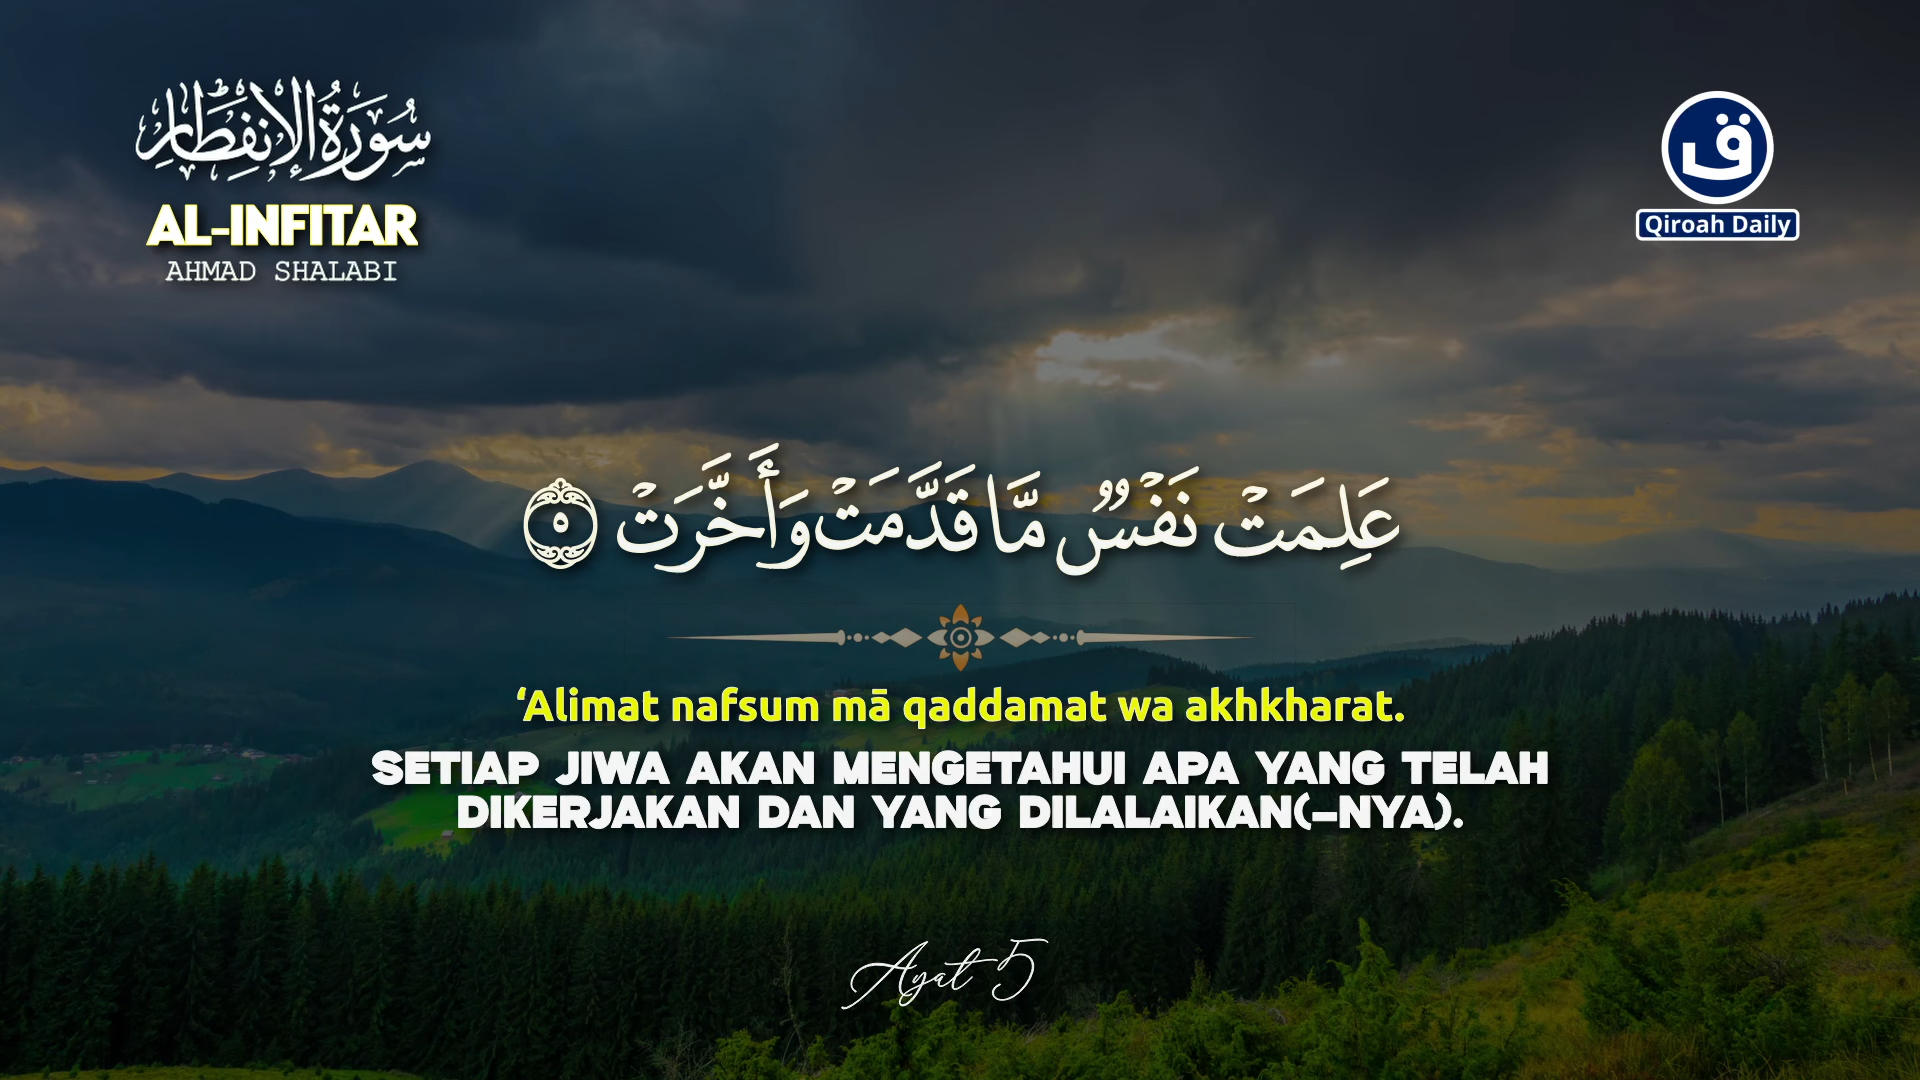 سُورَةُ الإِنفِطَارِ
AL-INFITAR
AHMAD SHALABI
ق
Qiroah Daily
عَلِمَتْ نَفْسٌ مَّا قَدَّمَتْ وَأَخَّرَتْ ٥
‘Alimat nafsum mā qaddamat wa akhkharat.
SETIAP JIWA AKAN MENGETAHUI APA YANG TELAH
DIKERJAKAN DAN YANG DILALAIKAN(-NYA).
Ayat 5